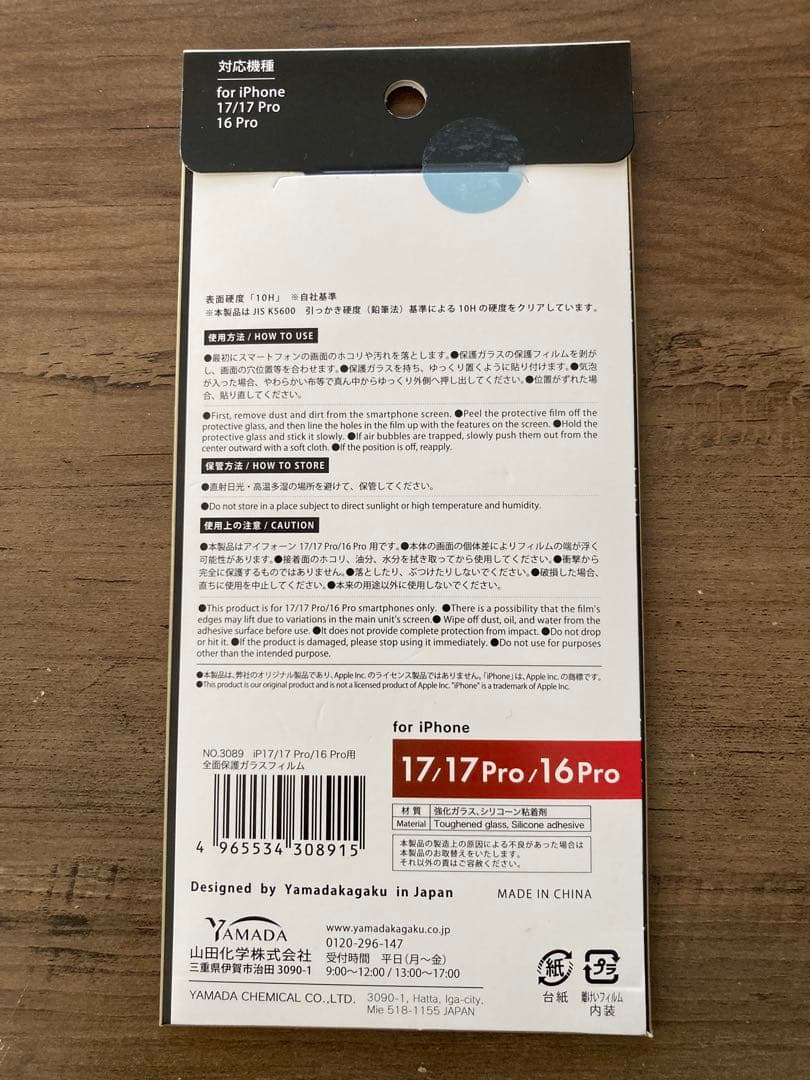 対応機種
for iPhone
17/17 Pro
16 Pro
表面硬度「10H」 ※自社基準
※本製品は JIS K5600 引っかき硬度（鉛筆法）基準による 10H の硬度をクリアしています。
使用方法 / HOW TO USE
●最初にスマートフォンの画面のホコリや汚れを落とします。●保護ガラスの保護フィルムを剥が
し、画面の穴位置等を合わせます。●保護ガラスを持ち、ゆっくり置くように貼り付けます。●気泡
が入った場合、やわらかい布等で真ん中からゆっくり外側へ押し出してください。●位置がずれた場
合、貼り直してください。
●First, remove dust and dirt from the smartphone screen. ●Peel the protective film off the
protective glass, and then line the holes in the film up with the features on the screen. ●Hold the
protective glass and stick it slowly. ●If air bubbles are trapped, slowly push them out from the
center outward with a soft cloth. ●If the position is off, reapply.
保管方法 / HOW TO STORE
●直射日光・高温多湿の場所を避けて、保管してください。
●Do not store in a place subject to direct sunlight or high temperature and humidity.
使用上の注意 / CAUTION
●本製品はアイフォーン 17/17 Pro/16 Pro 用です。●本体の画面の個体差によりフィルムの端が浮く
可能性があります。●接着面のホコリ、油分、水分を拭き取ってから使用してください。●衝撃から
完全に保護するものではありません。●落としたり、ぶつけたりしないでください。●破損した場合、
直ちに使用を中止してください。●本来の用途以外に使用しないでください。
●This product is for 17/17 Pro/16 Pro smartphones only. ●There is a possibility that the film's
edges may lift due to variations in the main unit's screen.● Wipe off dust, oil, and water from the
adhesive surface before use. ●It does not provide complete protection from impact. ●Do not drop
or hit it. ●If the product is damaged, please stop using it immediately. ●Do not use for purposes
other than the intended purpose.
●本製品は、弊社のオリジナル製品であり、Apple Inc. のライセンス製品ではありません。「iPhone」は、Apple Inc. の商標です。
●This product is our original product and is not a licensed product of Apple Inc. "iPhone" is a trademark of Apple Inc.
for iPhone
17/17 Pro/16 Pro
NO.3089 iP17/17 Pro/16 Pro用
全面保護ガラスフィルム
4 965534 308915
材 質 強化ガラス、シリコーン粘着剤
Material Toughened glass, Silicone adhesive
本製品の製造上の原因による不良があった場合は
本製品のお取替えをいたします。
それ以外の責はご容赦ください。
Designed by Yamadakagaku in Japan
MADE IN CHINA
YAMADA
山田化学株式会社
三重県伊賀市治田 3090-1
www.yamadakagaku.co.jp
0120-296-147
受付時間 平日（月～金）
9:00～12:00 / 13:00～17:00
YAMADA CHEMICAL CO.,LTD.
3090-1, Hatta, Iga-city,
Mie 518-1155 JAPAN
紙
台紙
プラ
離けいフィルム
内装